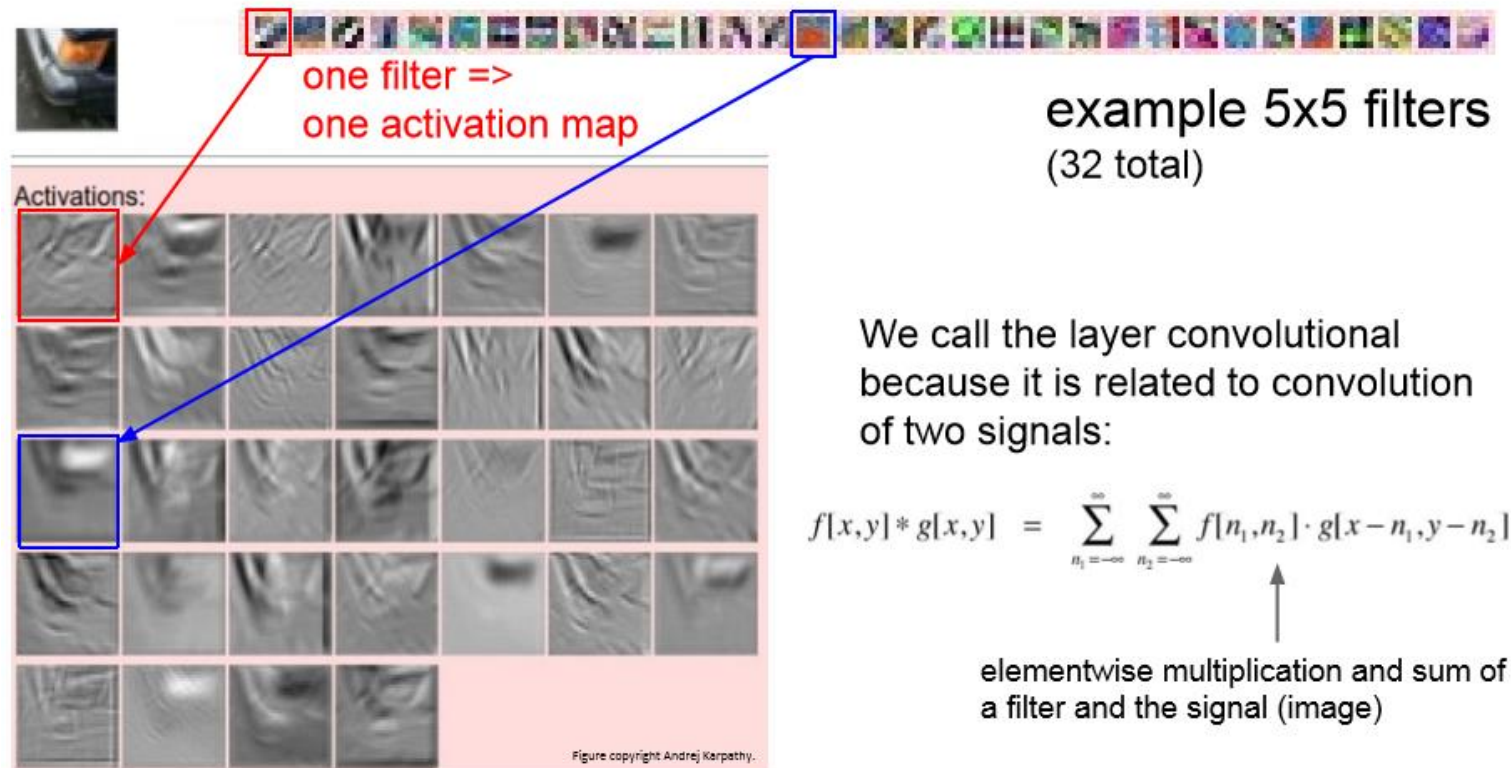 one filter =>
one activation map
example 5x5 filters
(32 total)
Activations:
We call the layer convolutional
because it is related to convolution
of two signals:
f[x,y] * g[x,y] = ∑_{n₁=-∞}^{∞} ∑_{n₂=-∞}^{∞} f[n₁,n₂] · g[x-n₁,y-n₂]
elementwise multiplication and sum of
a filter and the signal (image)
Figure copyright Andrej Karpathy.